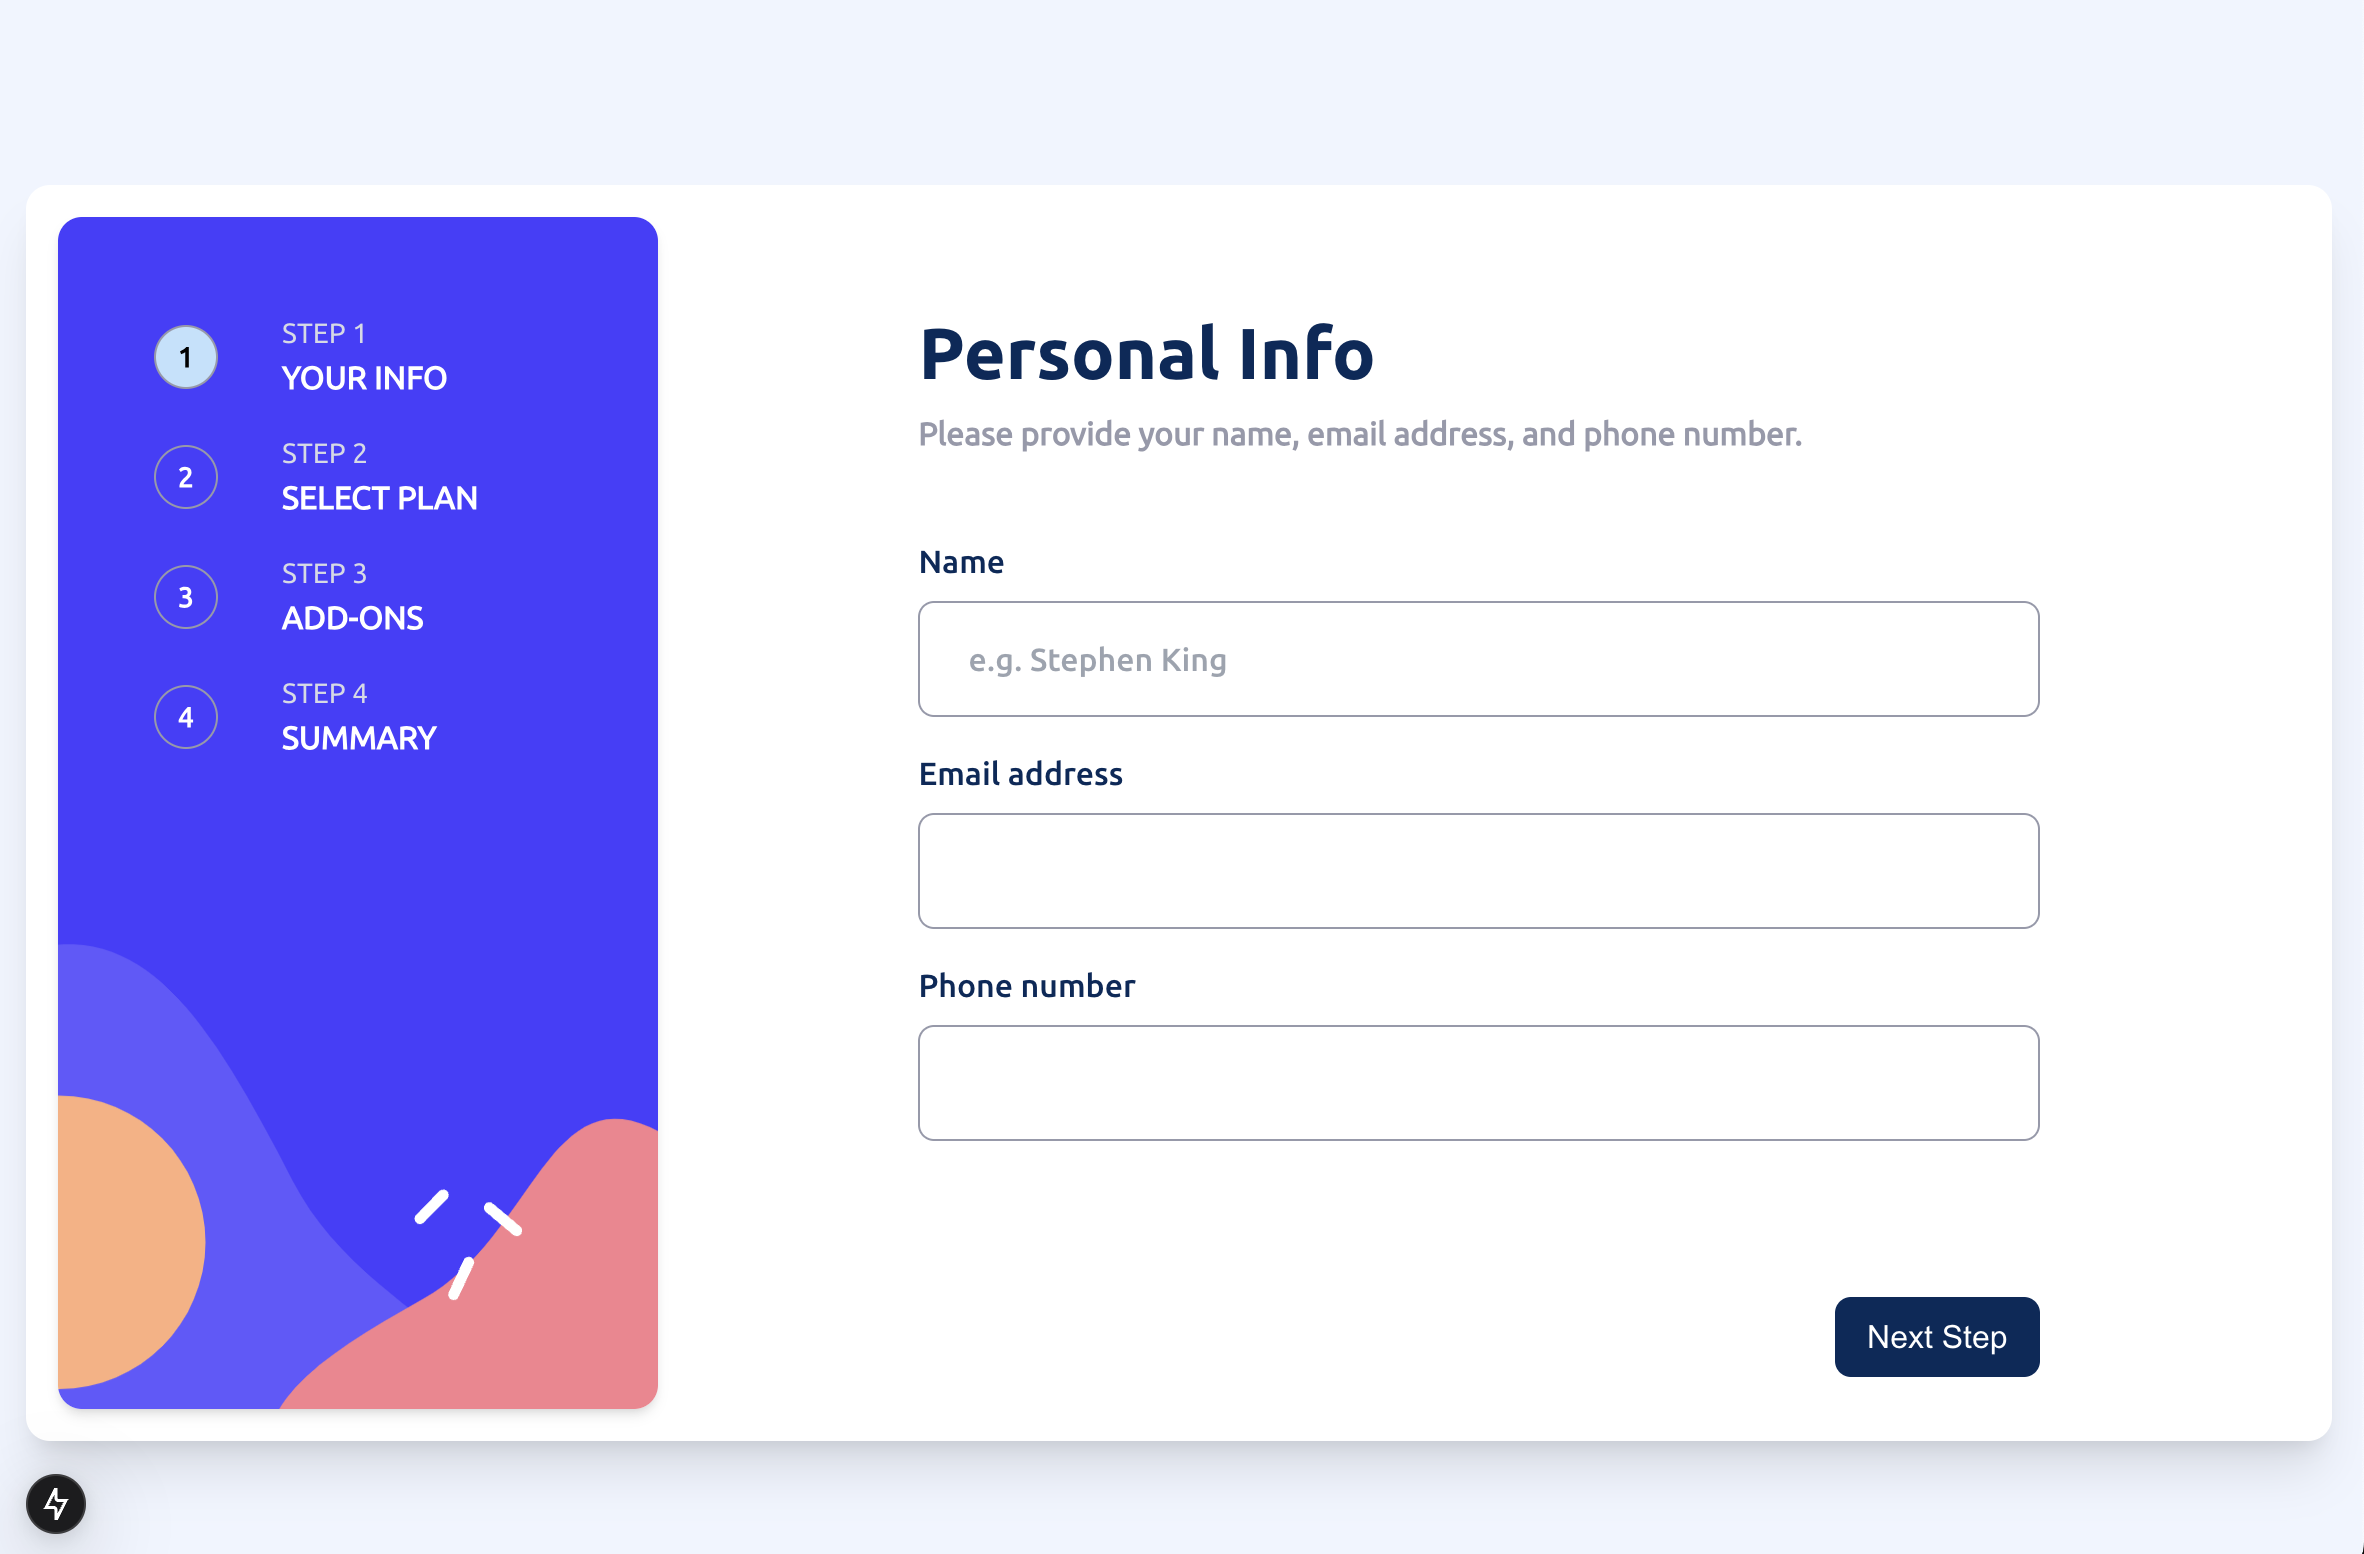 1
STEP 1
YOUR INFO
2
STEP 2
SELECT PLAN
3
STEP 3
ADD-ONS
4
STEP 4
SUMMARY
Personal Info
Please provide your name, email address, and phone number.
Name
e.g. Stephen King
Email address
Phone number
Next Step